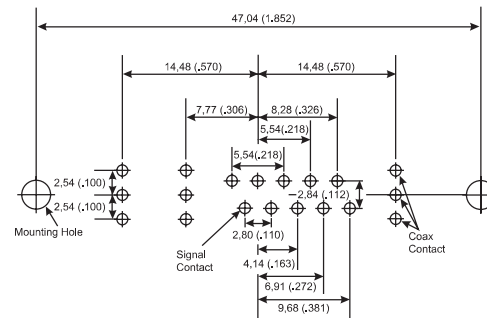 47,04 (1.852)
14,48 (.570)
14,48 (.570)
7,77 (.306)
8,28 (.326)
5,54(.218)
5,54(.218)
2,54 (.100)
2,84 (.112)
2,54 (.100)
Mounting Hole
Signal
Contact
2,80 (.110)
Coax
Contact
4,14 (.163)
6,91 (.272)
9,68 (.381)